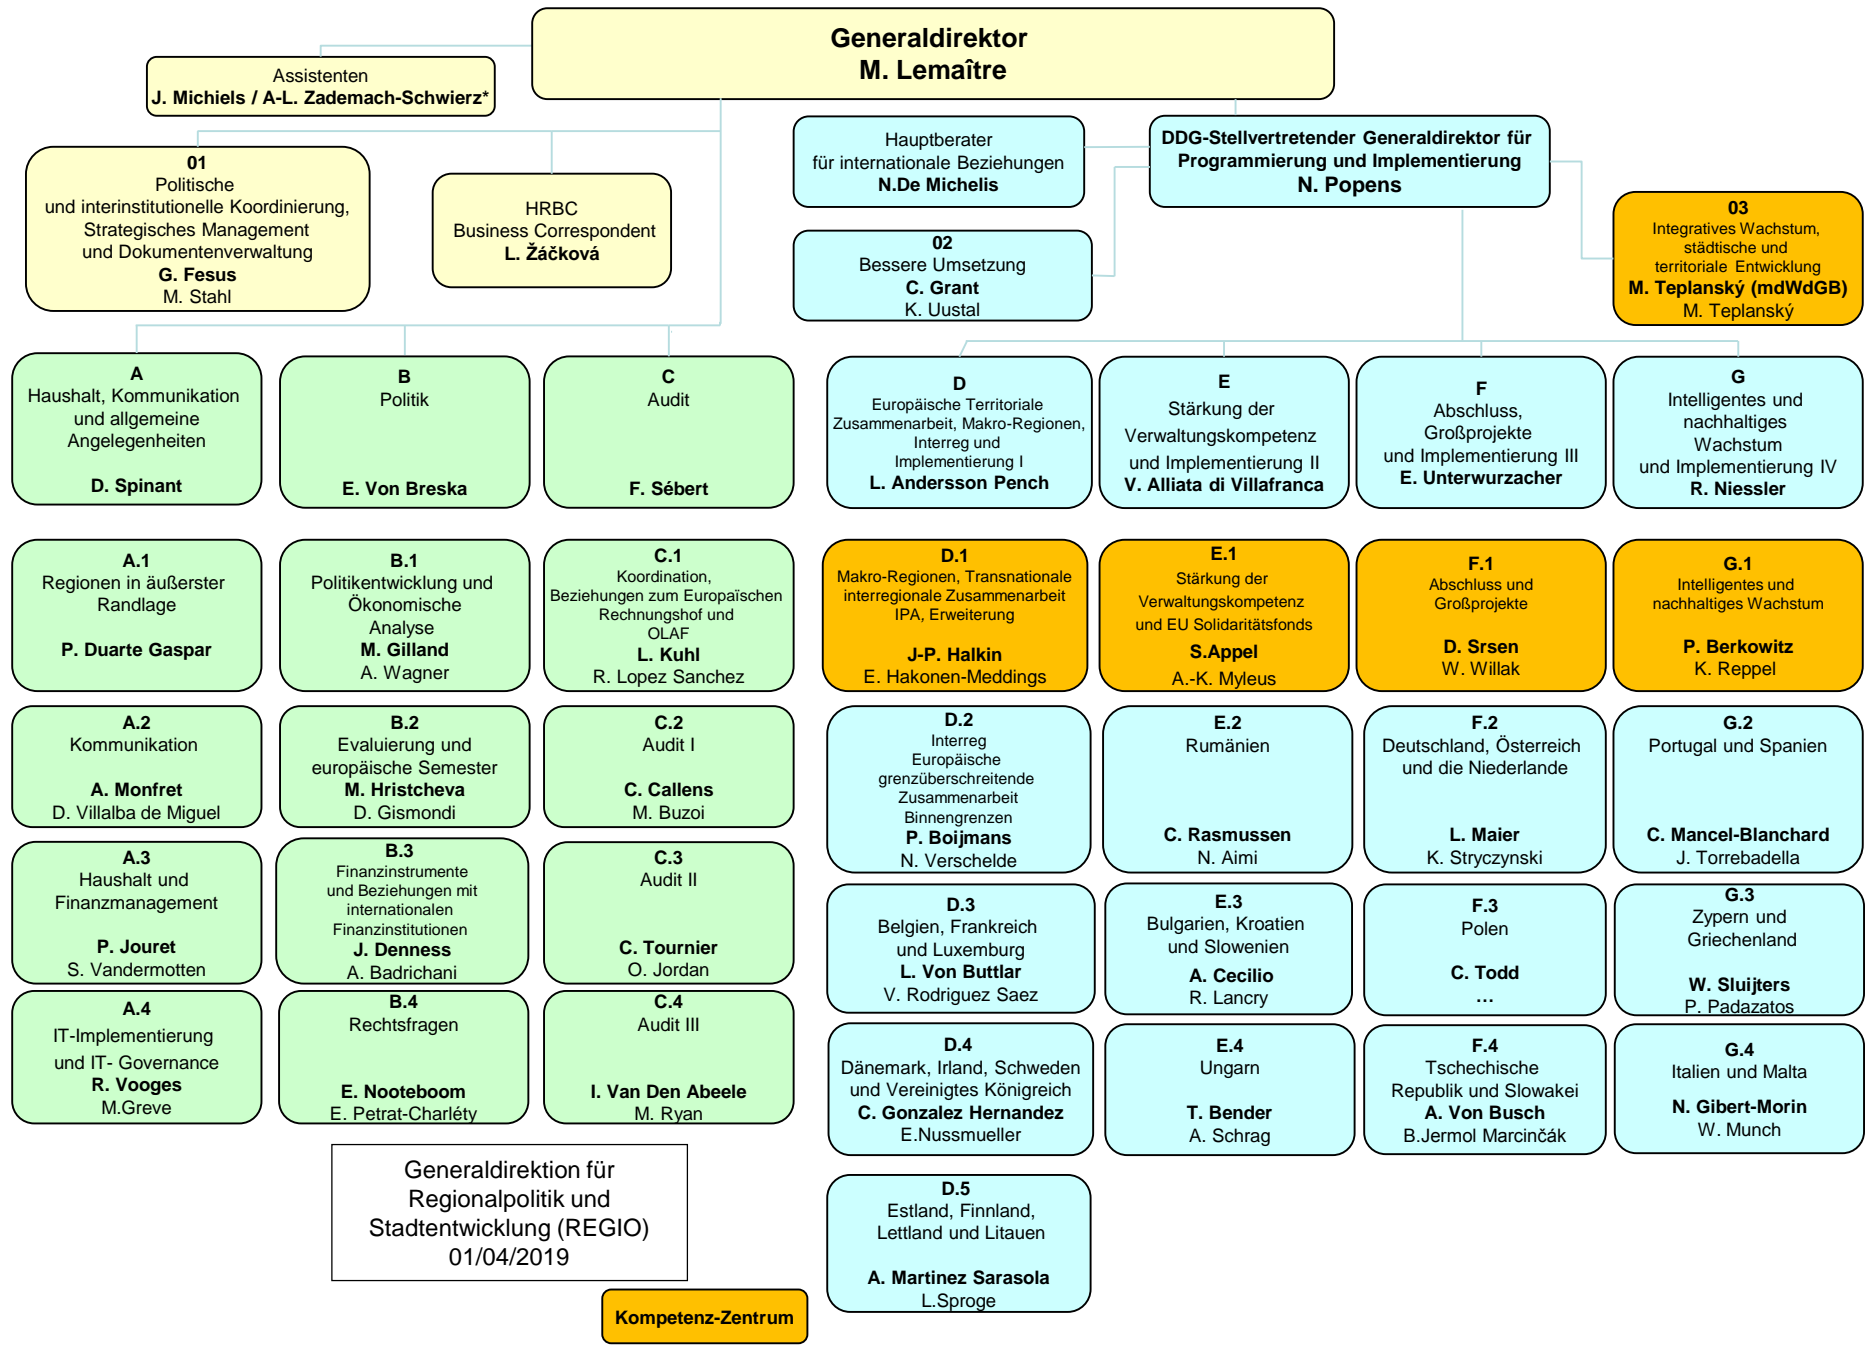 Generaldirektor
M. Lemaître
Assistenten
J. Michiels / A-L. Zademach-Schwierz*
01
Politische
und interinstitutionelle Koordinierung,
Strategisches Management
und Dokumentenverwaltung
G. Fesus
M. Stahl
HRBC
Business Correspondent
L. Žáčková
Hauptberater
für internationale Beziehungen
N.De Michelis
DDG-Stellvertretender Generaldirektor für
Programmierung und Implementierung
N. Popens
02
Bessere Umsetzung
C. Grant
K. Uustal
03
Integratives Wachstum,
städtische und
territoriale Entwicklung
M. Teplanský (mdWdGB)
M. Teplanský
A
Haushalt, Kommunikation
und allgemeine
Angelegenheiten
D. Spinant
B
Politik
E. Von Breska
C
Audit
F. Sébert
D
Europäische Territoriale
Zusammenarbeit, Makro-Regionen,
Interreg und
Implementierung I
L. Andersson Pench
E
Stärkung der
Verwaltungskompetenz
und Implementierung II
V. Alliata di Villafranca
F
Abschluss,
Großprojekte
und Implementierung III
E. Unterwurzacher
G
Intelligentes und
nachhaltiges
Wachstum
und Implementierung IV
R. Niessler
A.1
Regionen in äußerster
Randlage
P. Duarte Gaspar
B.1
Politikentwicklung und
Ökonomische
Analyse
M. Gilland
A. Wagner
C.1
Koordination,
Beziehungen zum Europaïschen
Rechnungshof und
OLAF
L. Kuhl
R. Lopez Sanchez
D.1
Makro-Regionen, Transnationale
interregionale Zusammenarbeit
IPA, Erweiterung
J-P. Halkin
E. Hakonen-Meddings
E.1
Stärkung der
Verwaltungskompetenz
und EU Solidaritätsfonds
S.Appel
A.-K. Myleus
F.1
Abschluss und
Großprojekte
D. Srsen
W. Willak
G.1
Intelligentes und
nachhaltiges Wachstum
P. Berkowitz
K. Reppel
A.2
Kommunikation
A. Monfret
D. Villalba de Miguel
B.2
Evaluierung und
europäische Semester
M. Hristcheva
D. Gismondi
C.2
Audit I
C. Callens
M. Buzoi
D.2
Interreg
Europäische
grenzüberschreitende
Zusammenarbeit
Binnengrenzen
P. Boijmans
N. Verschelde
E.2
Rumänien
C. Rasmussen
N. Aimi
F.2
Deutschland, Österreich
und die Niederlande
L. Maier
K. Stryczynski
G.2
Portugal und Spanien
C. Mancel-Blanchard
J. Torrebadella
A.3
Haushalt und
Finanzmanagement
P. Jouret
S. Vandermotten
B.3
Finanzinstrumente
und Beziehungen mit
internationalen
Finanzinstitutionen
J. Denness
A. Badrichani
C.3
Audit II
C. Tournier
O. Jordan
D.3
Belgien, Frankreich
und Luxemburg
L. Von Buttlar
V. Rodriguez Saez
E.3
Bulgarien, Kroatien
und Slowenien
A. Cecilio
R. Lancry
F.3
Polen
C. Todd
…
G.3
Zypern und
Griechenland
W. Sluijters
P. Padazatos
A.4
IT-Implementierung
und IT- Governance
R. Vooges
M.Greve
B.4
Rechtsfragen
E. Nooteboom
E. Petrat-Charléty
C.4
Audit III
I. Van Den Abeele
M. Ryan
D.4
Dänemark, Irland, Schweden
und Vereinigtes Königreich
C. Gonzalez Hernandez
E.Nussmueller
E.4
Ungarn
T. Bender
A. Schrag
F.4
Tschechische
Republik und Slowakei
A. Von Busch
B.Jermol Marcinčák
G.4
Italien und Malta
N. Gibert-Morin
W. Munch
Generaldirektion für
Regionalpolitik und
Stadtentwicklung (REGIO)
01/04/2019
D.5
Estland, Finnland,
Lettland und Litauen
A. Martinez Sarasola
L.Sproge
Kompetenz-Zentrum